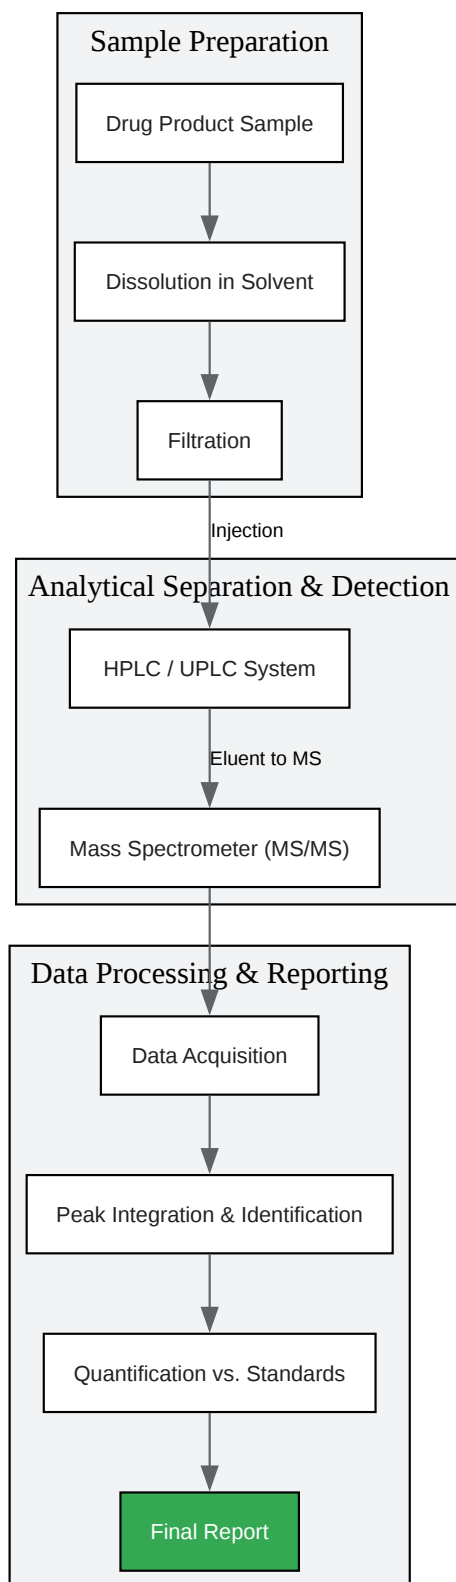 Sample Preparation
Drug Product Sample
Dissolution in Solvent
Filtration
Injection
Analytical Separation & Detection
HPLC / UPLC System
Eluent to MS
Mass Spectrometer (MS/MS)
Data Processing & Reporting
Data Acquisition
Peak Integration & Identification
Quantification vs. Standards
Final Report